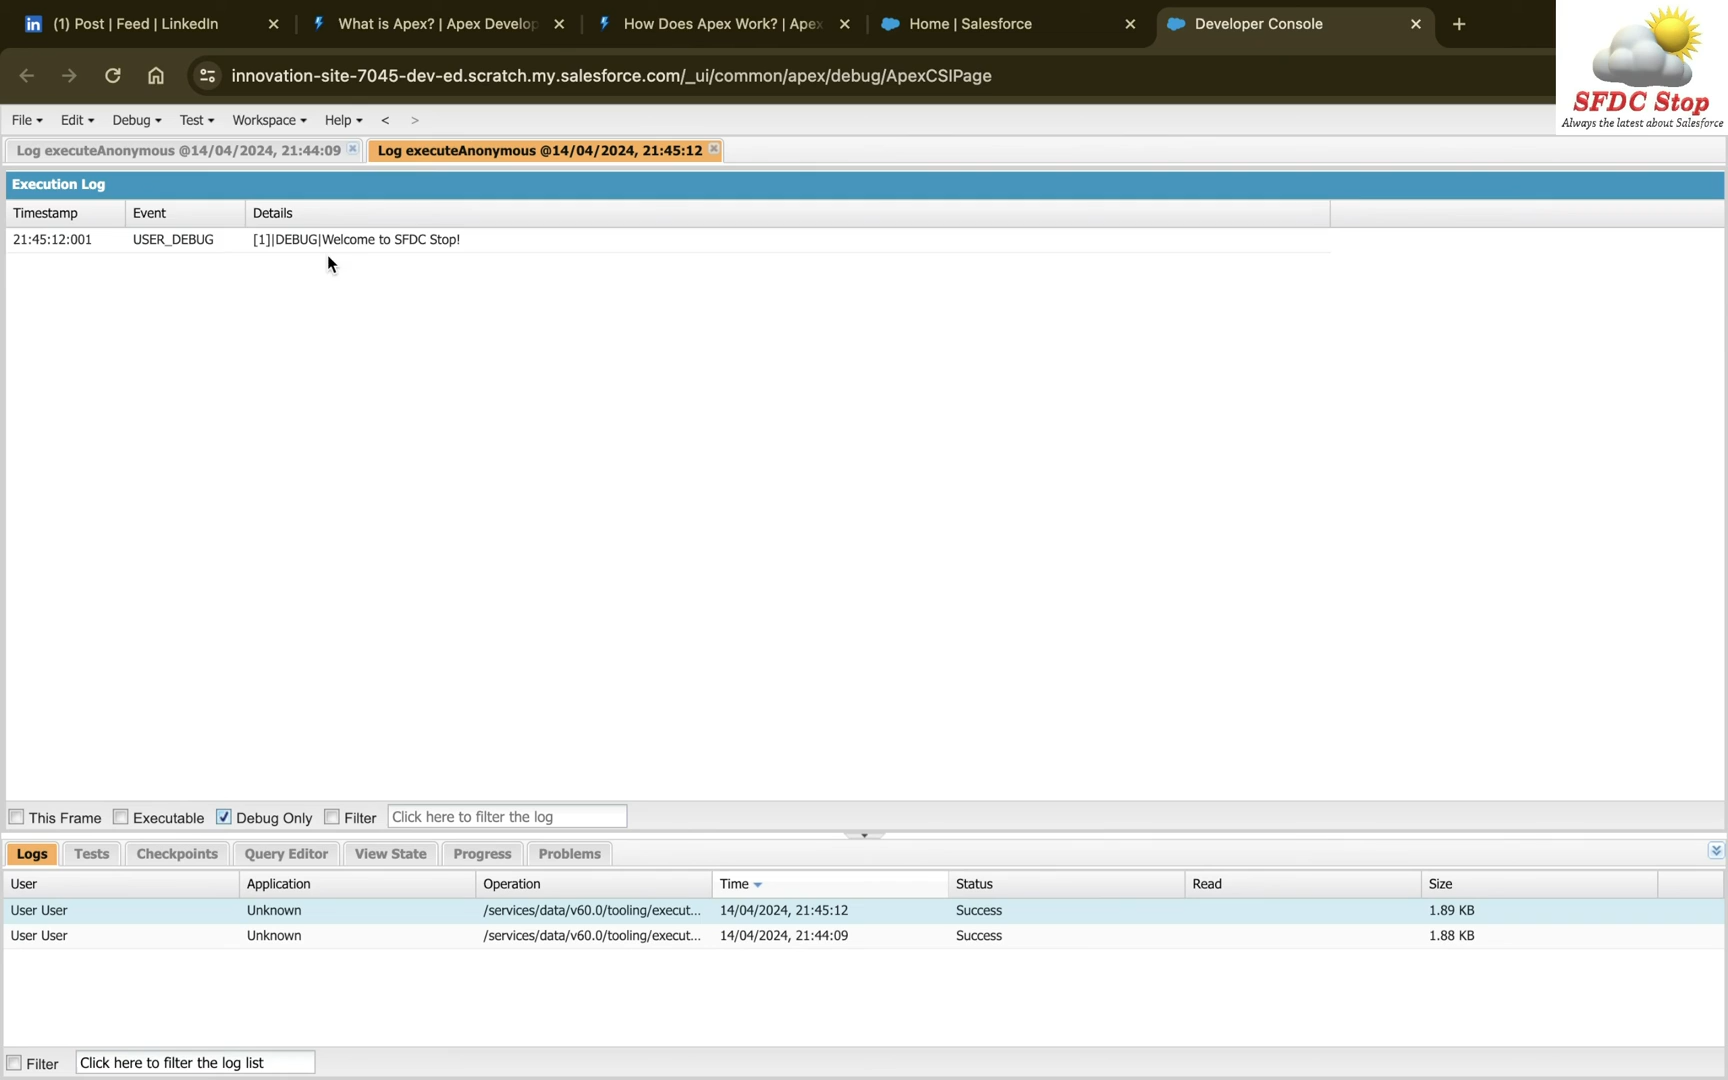 (1) Post | Feed | LinkedIn
What is Apex? | Apex Develop
How Does Apex Work? | Apex
Home | Salesforce
Developer Console
innovation-site-7045-dev-ed.scratch.my.salesforce.com/_ui/common/apex/debug/ApexCSIPage
SFDC Stop
Always the latest about Salesforce
File Edit Debug Test Workspace Help < >
Log executeAnonymous @14/04/2024, 21:44:09
Log executeAnonymous @14/04/2024, 21:45:12
Execution Log
Timestamp Event Details
21:45:12:001 USER_DEBUG [1]|DEBUG|Welcome to SFDC Stop!
This Frame Executable Debug Only Filter Click here to filter the log
Logs Tests Checkpoints Query Editor View State Progress Problems
User Application Operation Time Status Read Size
User User Unknown /services/data/v60.0/tooling/execut... 14/04/2024, 21:45:12 Success 1.89 KB
User User Unknown /services/data/v60.0/tooling/execut... 14/04/2024, 21:44:09 Success 1.88 KB
Filter Click here to filter the log list